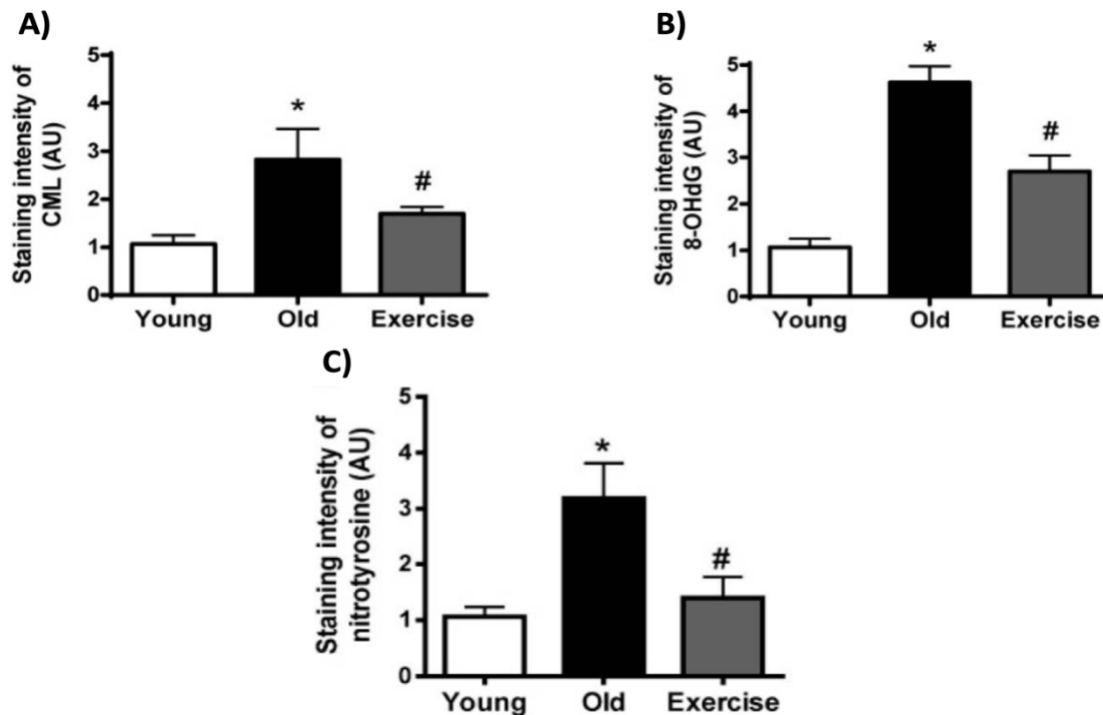 A)
Staining intensity of
CML (AU)
5
4
3
2
1
0
*
#
Young Old Exercise
B)
Staining intensity of
8-OHdG (AU)
5
4
3
2
1
0
*
#
Young Old Exercise
C)
Staining intensity of
nitrotyrosine (AU)
5
4
3
2
1
0
*
#
Young Old Exercise